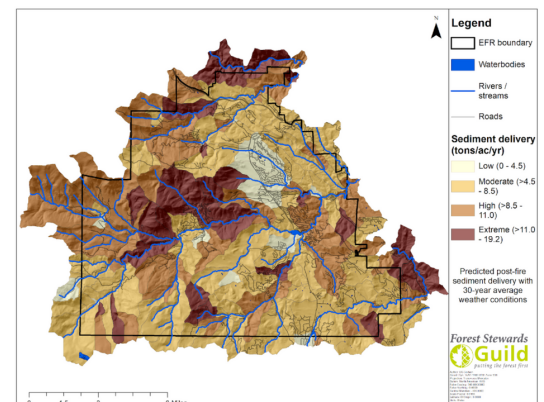 N
Legend
EFR boundary
Waterbodies
Rivers /
streams
Roads
Sediment delivery
(tons/ac/yr)
Low (0 - 4.5)
Moderate (>4.5
- 8.5)
High (>8.5 -
11.0)
Extreme (>11.0
- 19.2)
Predicted post-fire
sediment delivery with
30-year average
weather conditions
Forest Stewards
Guild
putting the forest first